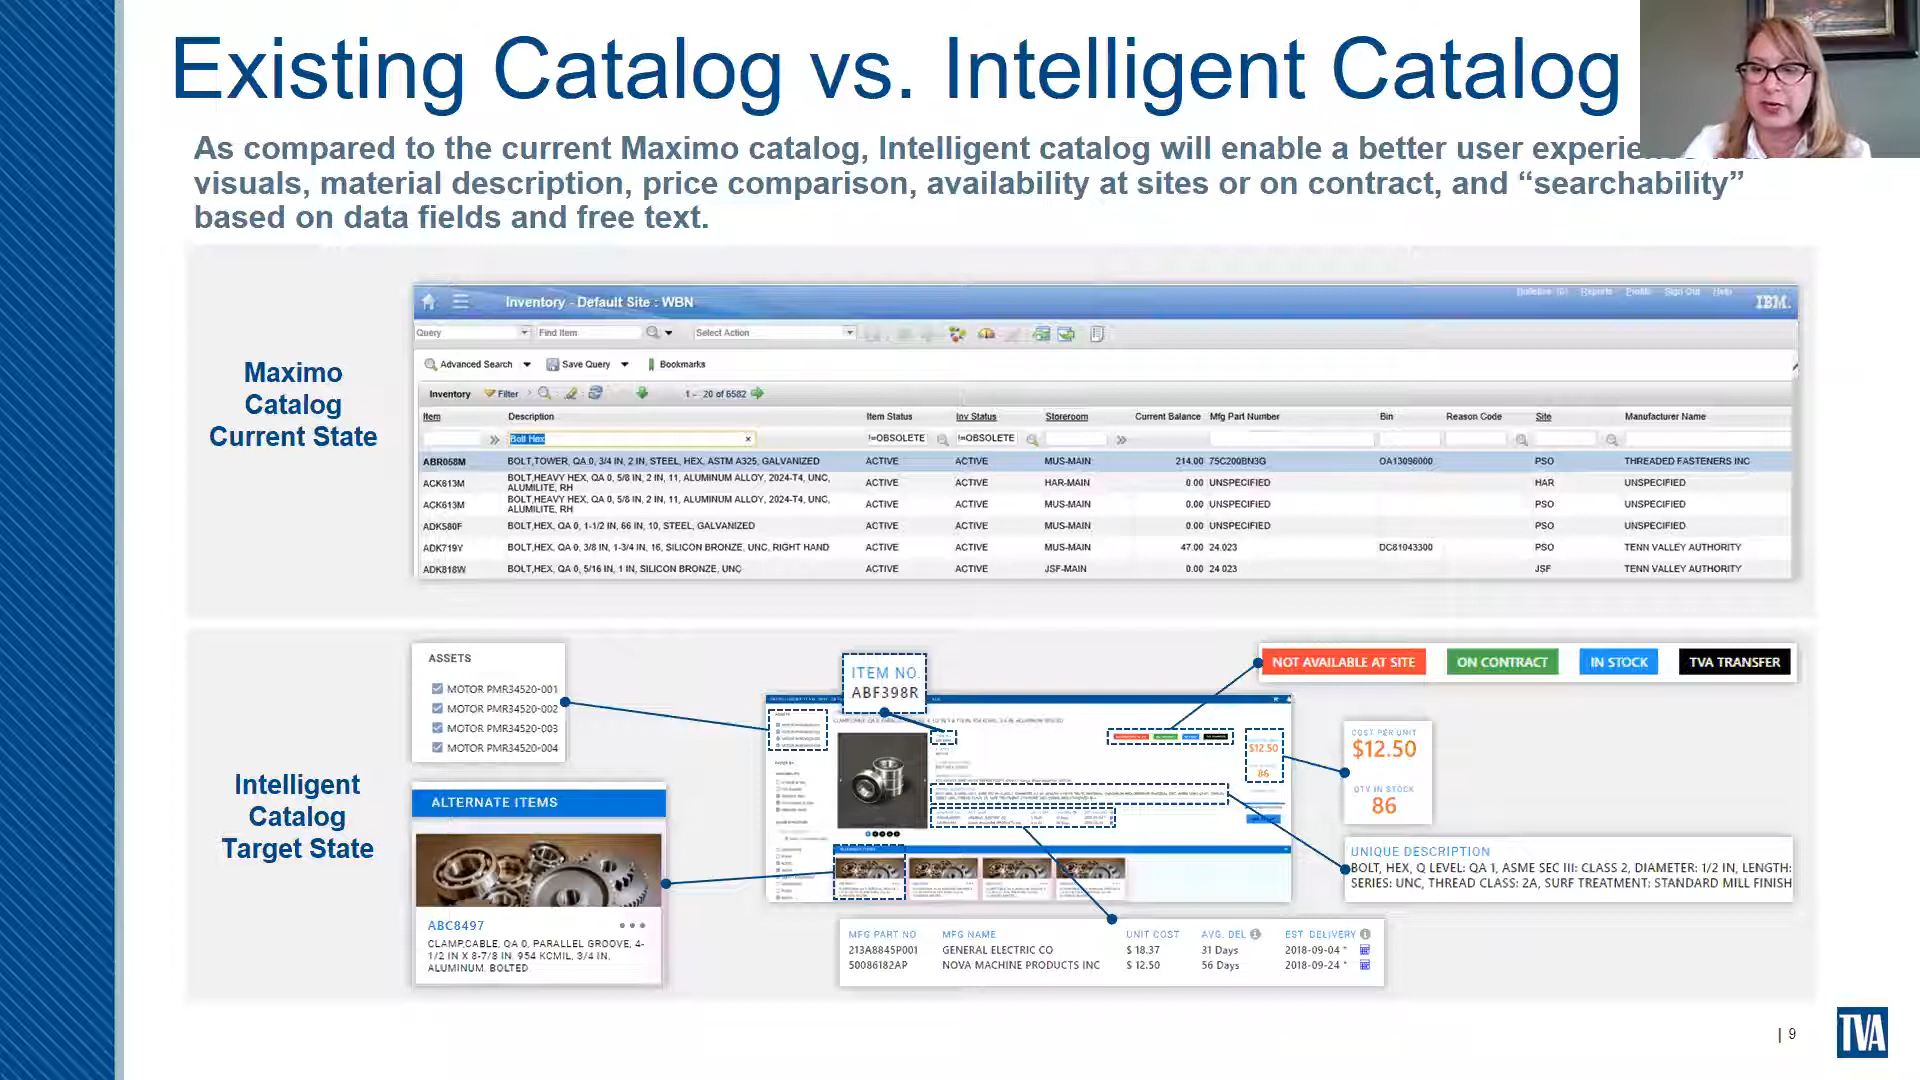 Existing Catalog vs. Intelligent Catalog
As compared to the current Maximo catalog, Intelligent catalog will enable a better user
visuals, material description, price comparison, availability at sites or on contract, and “searchability”
based on data fields and free text.
Maximo
Catalog
Current State
Inventory - Default Site : WBN
Bulletins (0) Reports Profile Sign Out Help
IBM.
Query Find Item Select Action
Advanced Search Save Query Bookmarks
Inventory Filter 1 - 20 of 6582
Item Description Item Status Inv Status Storeroom Current Balance Mfg Part Number Bin Reason Code Site Manufacturer Name
Bolt Hex × !=OBSOLETE !=OBSOLETE
ABR058M BOLT,TOWER, QA 0, 3/4 IN, 2 IN, STEEL, HEX, ASTM A325, GALVANIZED ACTIVE ACTIVE MUS-MAIN 214.00 75C200BN3G OA13096000 PSO THREADED FASTENERS INC
ACK613M BOLT,HEAVY HEX, QA 0, 5/8 IN, 2 IN, 11, ALUMINUM ALLOY, 2024-T4, UNC, ACTIVE ACTIVE HAR-MAIN 0.00 UNSPECIFIED HAR UNSPECIFIED
ALUMILITE, RH
ACK613M BOLT,HEAVY HEX, QA 0, 5/8 IN, 2 IN, 11, ALUMINUM ALLOY, 2024-T4, UNC, ACTIVE ACTIVE MUS-MAIN 0.00 UNSPECIFIED PSO UNSPECIFIED
ALUMILITE, RH
ADK580F BOLT,HEX, QA 0, 1-1/2 IN, 66 IN, 10, STEEL, GALVANIZED ACTIVE ACTIVE MUS-MAIN 0.00 UNSPECIFIED PSO UNSPECIFIED
ADK719Y BOLT,HEX, QA 0, 3/8 IN, 1-3/4 IN, 16, SILICON BRONZE, UNC, RIGHT HAND ACTIVE ACTIVE MUS-MAIN 47.00 24 023 DC81043300 PSO TENN VALLEY AUTHORITY
ADK818W BOLT,HEX, QA 0, 5/16 IN, 1 IN, SILICON BRONZE, UNC ACTIVE ACTIVE JSF-MAIN 0.00 24 023 JSF TENN VALLEY AUTHORITY
Intelligent
Catalog
Target State
ASSETS
MOTOR PMR34520-001
MOTOR PMR34520-002
MOTOR PMR34520-003
MOTOR PMR34520-004
ALTERNATE ITEMS
ABC8497
CLAMP,CABLE, QA 0, PARALLEL GROOVE, 4-
1/2 IN X 8-7/8 IN, 954 KCMIL, 3/4 IN,
ALUMINUM, BOLTED
ITEM NO.
ABF398R
NOT AVAILABLE AT SITE ON CONTRACT IN STOCK TVA TRANSFER
$12.50
86
COST PER UNIT
$12.50
QTY IN STOCK
86
UNIQUE DESCRIPTION
BOLT, HEX, Q LEVEL: QA 1, ASME SEC III: CLASS 2, DIAMETER: 1/2 IN, LENGTH:
SERIES: UNC, THREAD CLASS: 2A, SURF TREATMENT: STANDARD MILL FINISH
MFG PART NO MFG NAME UNIT COST AVG. DEL EST. DELIVERY
213A8845P001 GENERAL ELECTRIC CO $ 18.37 31 Days 2018-09-04 *
50086182AP NOVA MACHINE PRODUCTS INC $ 12.50 56 Days 2018-09-24 *
| 9
TVA